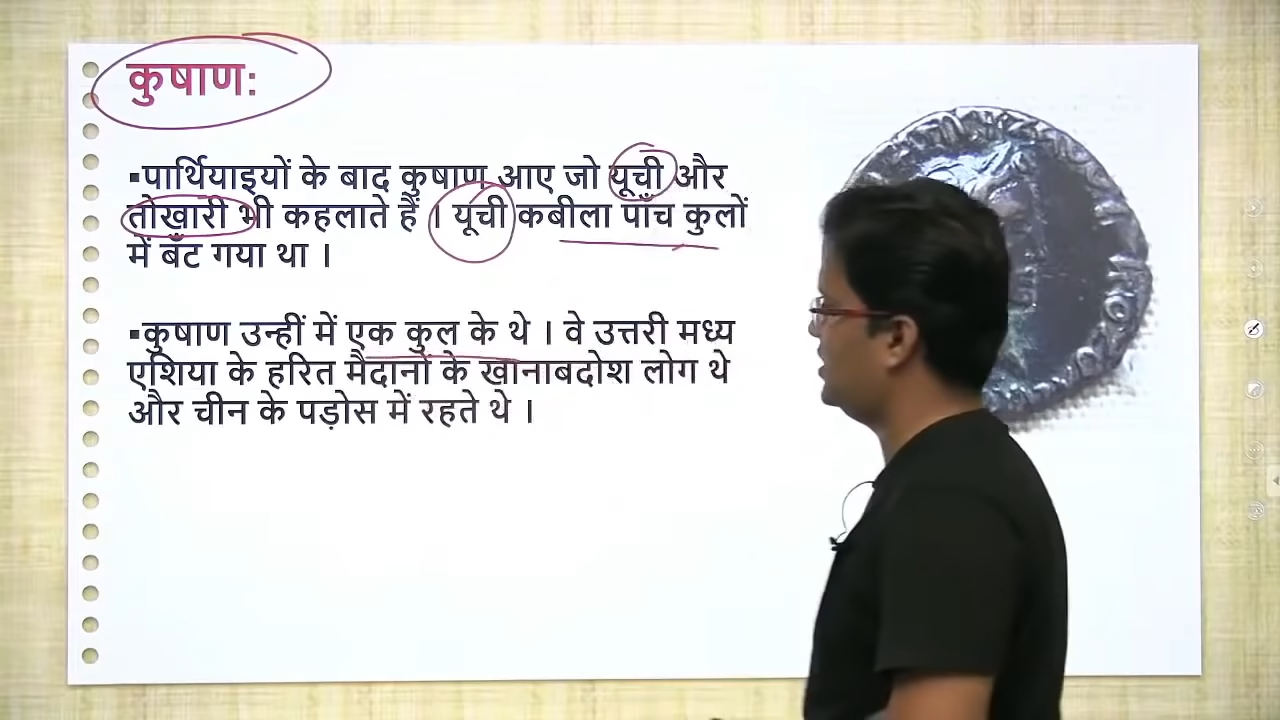 कुषाण:
▪पार्थियाइयों के बाद कुषाण आए जो यूची और
तोखारी भी कहलाते हैं । यूची कबीला पाँच कुलों
में बँट गया था ।
▪कुषाण उन्हीं में एक कुल के थे । वे उत्तरी मध्य
एशिया के हरित मैदानों के खानाबदोश लोग थे
और चीन के पड़ोस में रहते थे ।